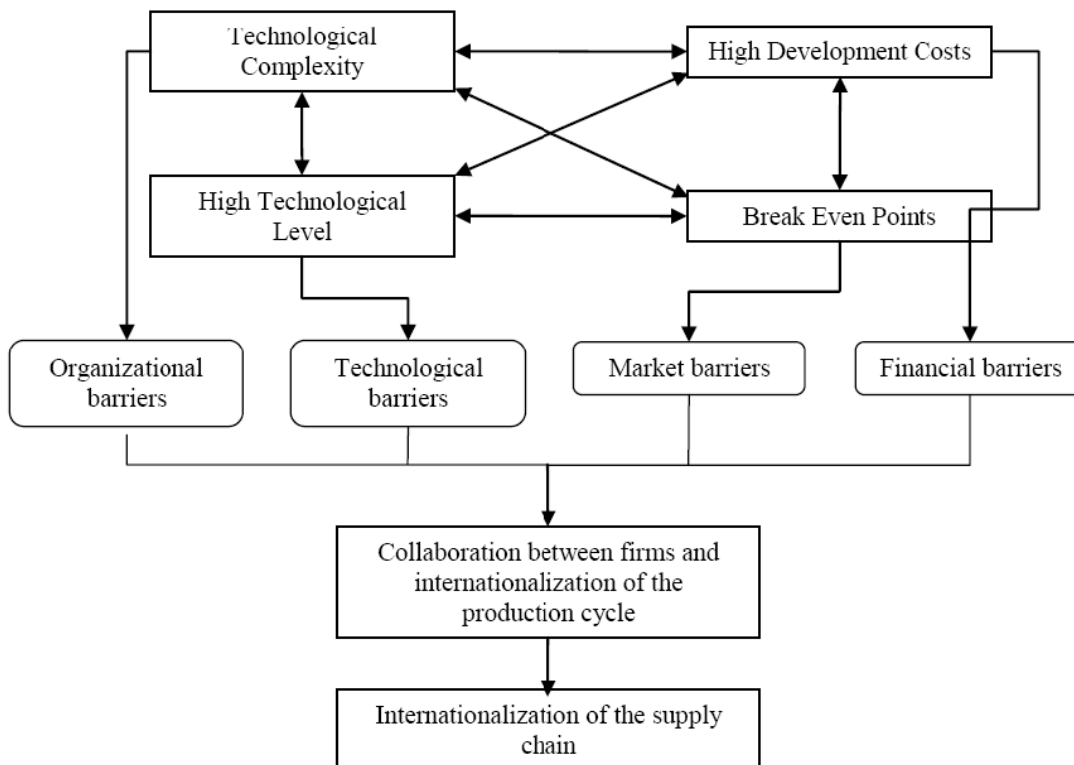 Technological
Complexity
High Development Costs
High Technological
Level
Break Even Points
Organizational
barriers
Technological
barriers
Market barriers
Financial barriers
Collaboration between firms and
internationalization of the
production cycle
Internationalization of the supply
chain